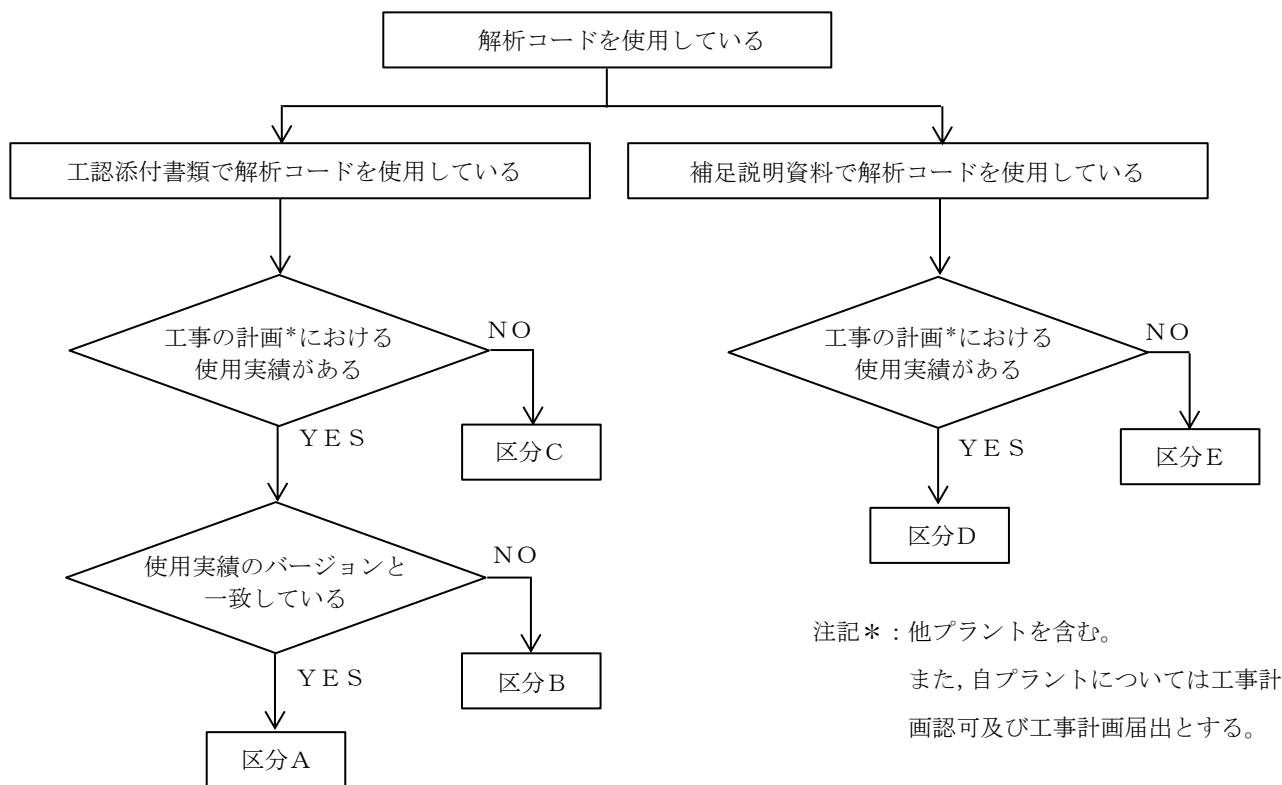 解析コードを使用している
工認添付書類で解析コードを使用している
補足説明資料で解析コードを使用している
工事の計画*における
使用実績がある
NO
YES
区分C
工事の計画*における
使用実績がある
NO
YES
区分E
区分D
使用実績のバージョンと
一致している
NO
YES
区分B
区分A
注記＊：他プラントを含む。
また,自プラントについては工事計
画認可及び工事計画届出とする。